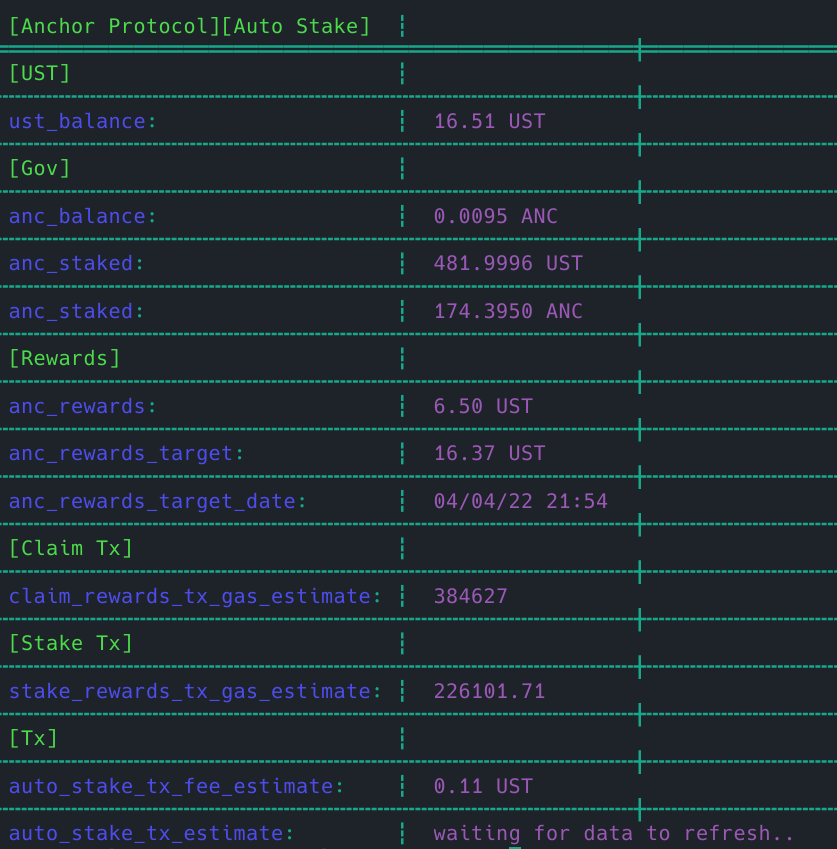 [Anchor Protocol][Auto Stake]
[UST]
ust_balance: 16.51 UST
[Gov]
anc_balance: 0.0095 ANC
anc_staked: 481.9996 UST
anc_staked: 174.3950 ANC
[Rewards]
anc_rewards: 6.50 UST
anc_rewards_target: 16.37 UST
anc_rewards_target_date: 04/04/22 21:54
[Claim Tx]
claim_rewards_tx_gas_estimate: 384627
[Stake Tx]
stake_rewards_tx_gas_estimate: 226101.71
[Tx]
auto_stake_tx_fee_estimate: 0.11 UST
auto_stake_tx_estimate: waiting for data to refresh..